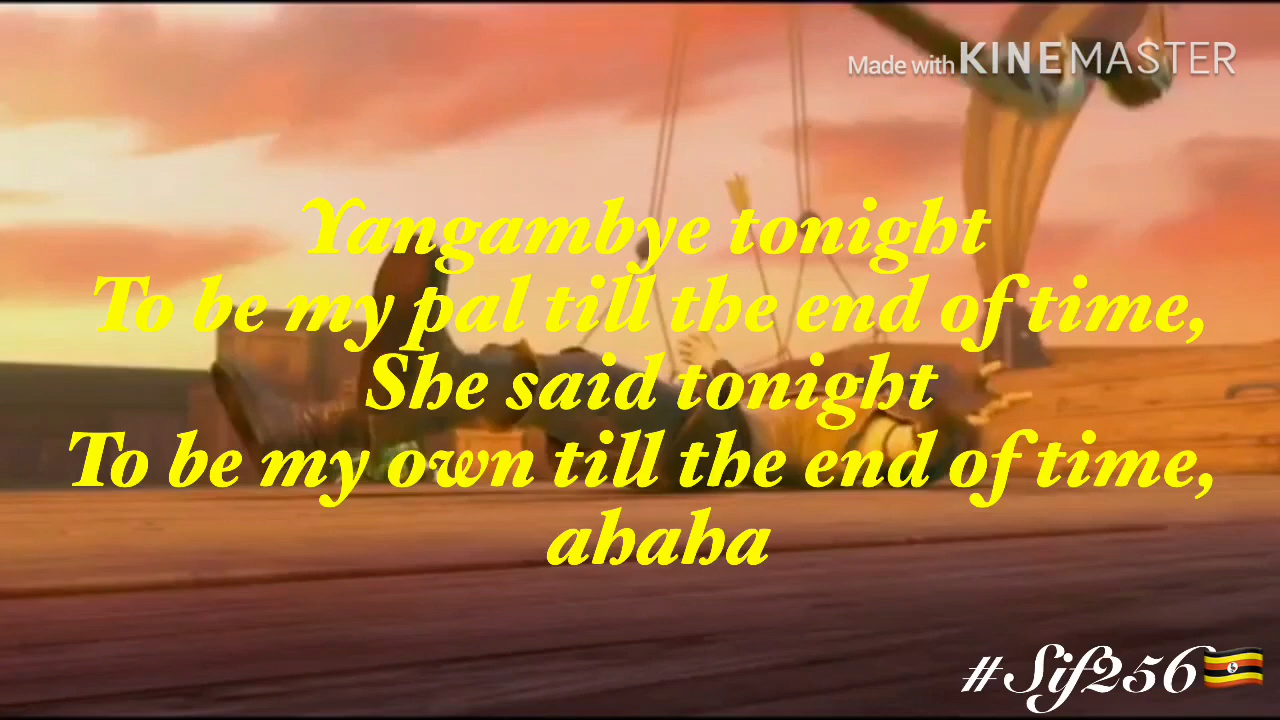 Made with KINEMASTER
Yangambye tonight
To be my pal till the end of time,
She said tonight
To be my own till the end of time,
ahaha
#Sif256🇺🇬